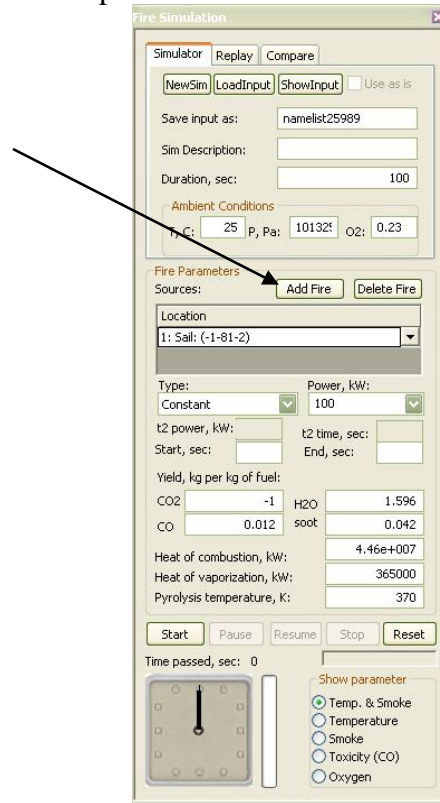 Fire Simulation
Simulator Replay Compare
NewSim LoadInput ShowInput Use as is
Save input as: namelist25989
Sim Description:
Duration, sec: 100
Ambient Conditions
T, C: 25 P, Pa: 101325 O2: 0.23
Fire Parameters
Sources: Add Fire Delete Fire
Location
1: Sail: (-1-81-2)
Type: Power, kW:
Constant 100
t2 power, kW: t2 time, sec:
Start, sec: End, sec:
Yield, kg per kg of fuel:
CO2 -1 H2O 1.596
CO 0.012 soot 0.042
Heat of combustion, kW: 4.46e+007
Heat of vaporization, kW: 365000
Pyrolysis temperature, K: 370
Start Pause Resume Stop Reset
Time passed, sec: 0
Show parameter
Temp. & Smoke
Temperature
Smoke
Toxicity (CO)
Oxygen